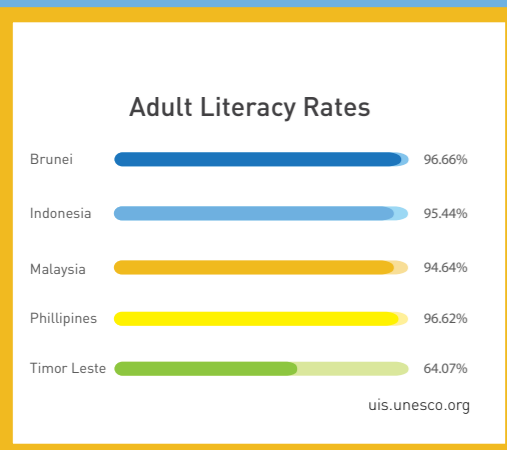 Adult Literacy Rates
Brunei 96.66%
Indonesia 95.44%
Malaysia 94.64%
Phillipines 96.62%
Timor Leste 64.07%
uis.unesco.org